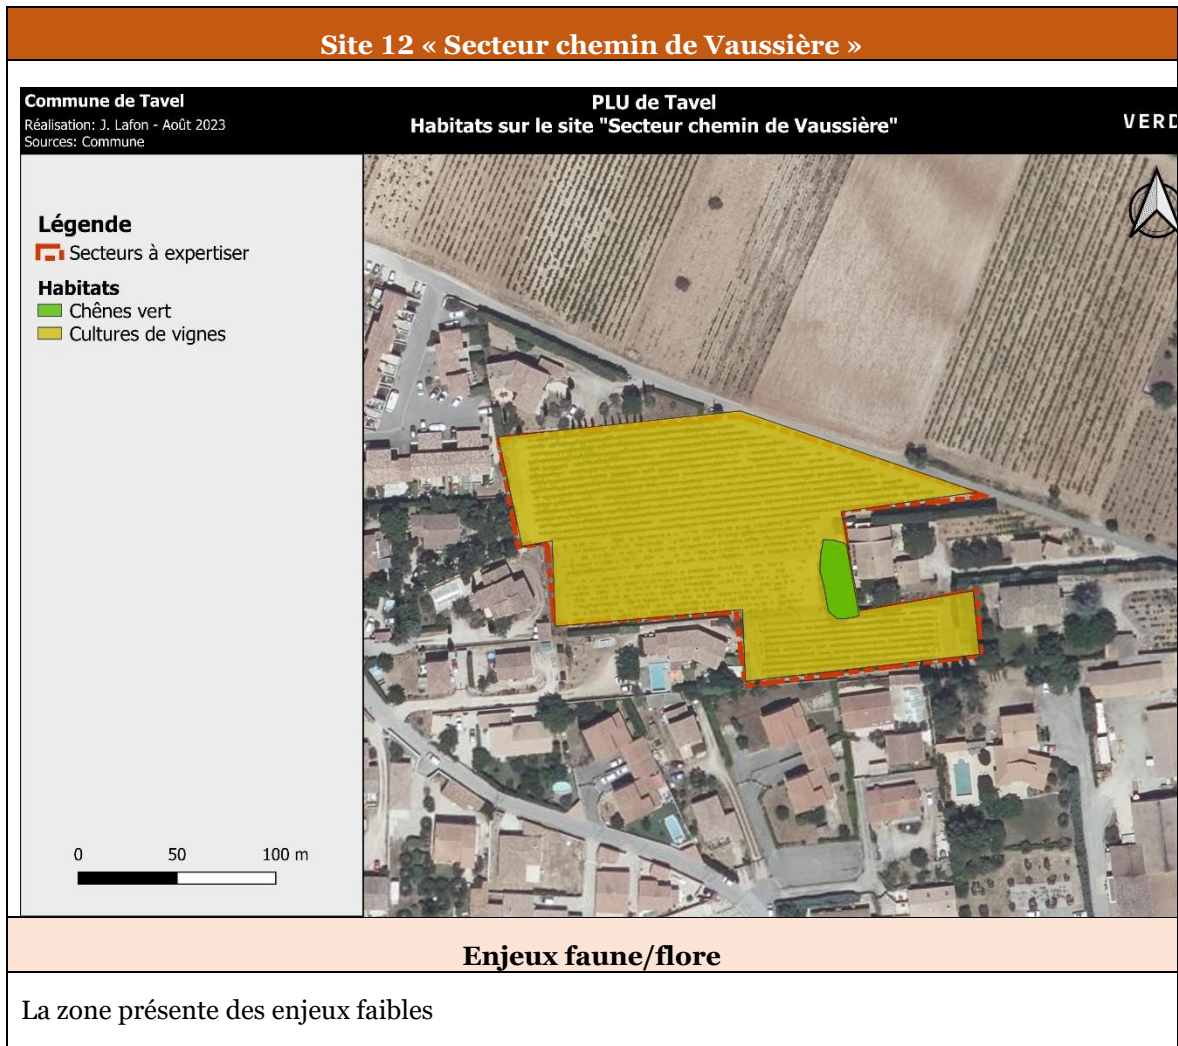 Site 12 « Secteur chemin de Vaussière »
Commune de Tavel
Réalisation: J. Lafon - Août 2023
Sources: Commune
PLU de Tavel
Habitats sur le site "Secteur chemin de Vaussière"
VERD
Légende
Secteurs à expertiser
Habitats
Chênes vert
Cultures de vignes
0 50 100 m
Enjeux faune/flore
La zone présente des enjeux faibles